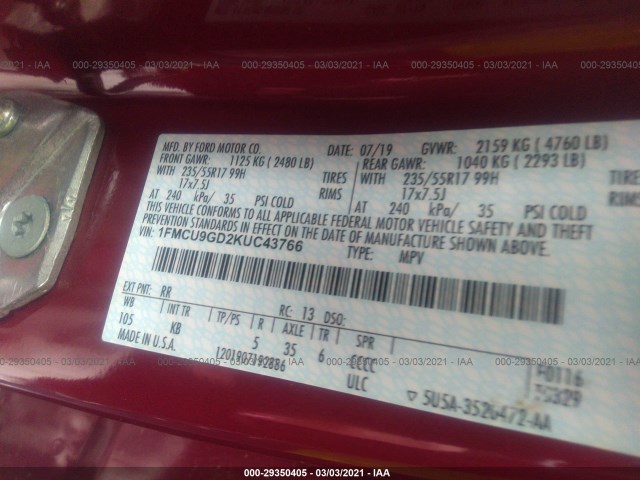 000-29350405 - 03/03/2021 - IAA
MFD. BY FORD MOTOR CO. DATE: 07/19 GVWR: 2159 KG ( 4760 LB)
FRONT GAWR: 1125 KG ( 2480 LB) REAR GAWR: 1040 KG ( 2293 LB)
WITH 235/55R17 99H TIRES WITH 235/55R17 99H TIRES
17x7.5J RIMS 17x7.5J RIMS
AT 240 kPa/ 35 PSI COLD AT 240 kPa/ 35 PSI COLD
THIS VEHICLE CONFORMS TO ALL APPLICABLE FEDERAL MOTOR VEHICLE SAFETY AND THEFT
PREVENTION STANDARDS IN EFFECT ON THE DATE OF MANUFACTURE SHOWN ABOVE.
VIN: 1FMCU9GD2KUC43766 TYPE: MPV
EXT PNT: RR RC: 13 DSO:
WB INT TR TP/PS R AXLE TR SPR
105 KB 5 35 6 CCCC
MADE IN U.S.A. 12019071928B6 ULC
5U5A-3520472-AA
000-29350405 - 03/03/2021 - IAA